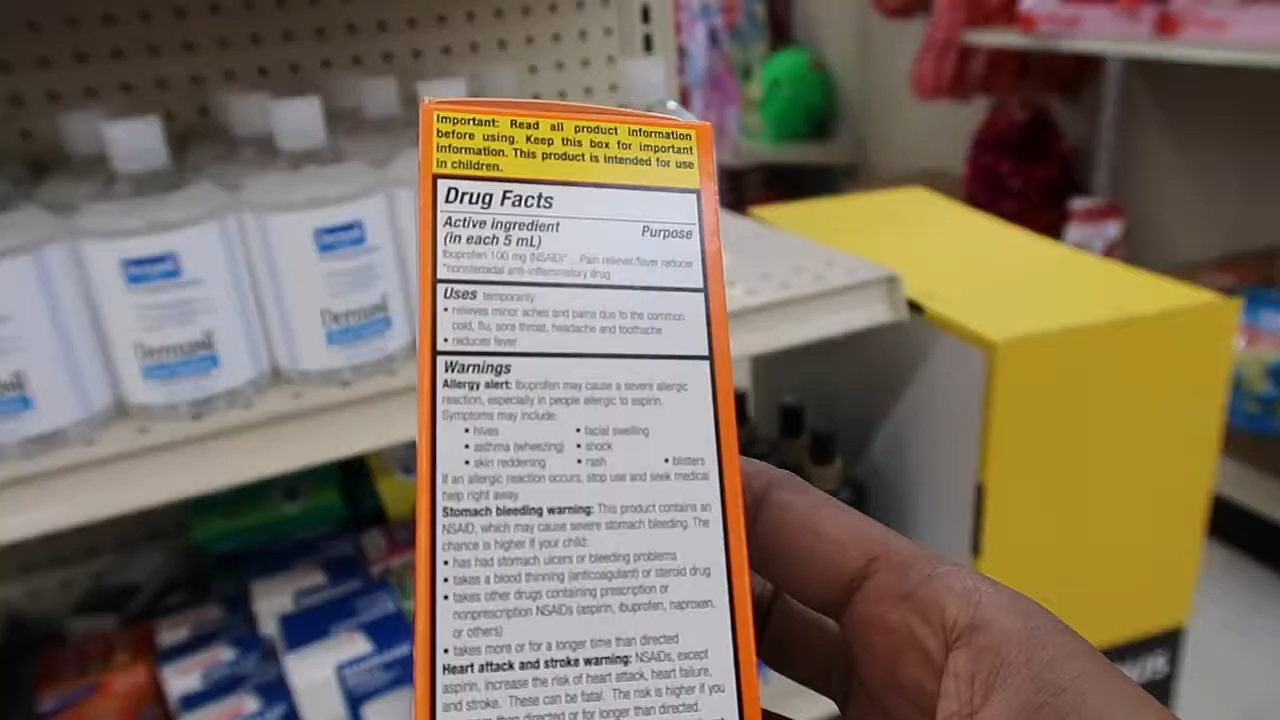 Important: Read all product information
before using. Keep this box for important
information. This product is intended for use
in children.
Drug Facts
Active ingredient
(in each 5 mL)
Purpose
Ibuprofen 100 mg (NSAID)* Pain reliever/fever reducer
*nonsteroidal anti-inflammatory drug
Uses temporarily
• relieves minor aches and pains due to the common
cold, flu, sore throat, headache and toothache
• reduces fever
Warnings
Allergy alert: Ibuprofen may cause a severe allergic
reaction, especially in people allergic to aspirin.
Symptoms may include:
• hives • facial swelling
• asthma (wheezing) • shock
• skin reddening • rash • blisters
If an allergic reaction occurs, stop use and seek medical
help right away.
Stomach bleeding warning: This product contains an
NSAID, which may cause severe stomach bleeding. The
chance is higher if your child:
• has had stomach ulcers or bleeding problems
• takes a blood thinning (anticoagulant) or steroid drug
• takes other drugs containing prescription or
nonprescription NSAIDs (aspirin, ibuprofen, naproxen,
or others)
• takes more or for a longer time than directed
Heart attack and stroke warning: NSAIDs, except
aspirin, increase the risk of heart attack, heart failure,
and stroke. These can be fatal. The risk is higher if you
than directed or for longer than directed.